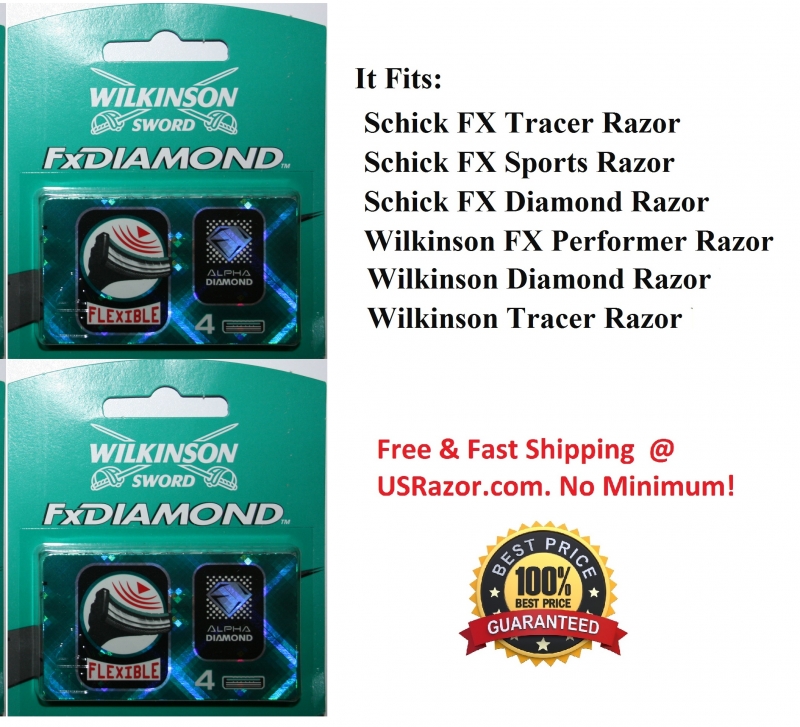 WILKINSON
SWORD
FxDIAMOND™
FLEXIBLE
ALPHA
DIAMOND
4
WILKINSON
SWORD
FxDIAMOND™
FLEXIBLE
ALPHA
DIAMOND
4
It Fits:
Schick FX Tracer Razor
Schick FX Sports Razor
Schick FX Diamond Razor
Wilkinson FX Performer Razor
Wilkinson Diamond Razor
Wilkinson Tracer Razor
Free & Fast Shipping @
USRazor.com. No Minimum!
BEST PRICE
100%
BEST PRICE
GUARANTEED